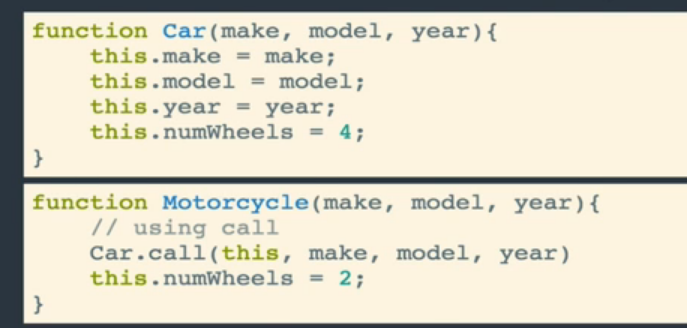 function Car(make, model, year){
    this.make = make;
    this.model = model;
    this.year = year;
    this.numWheels = 4;
}
function Motorcycle(make, model, year){
    // using call
    Car.call(this, make, model, year)
    this.numWheels = 2;
}